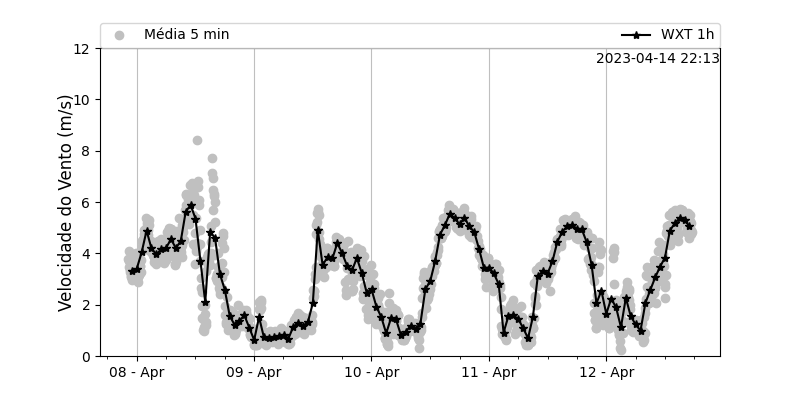 Média 5 min
WXT 1h
2023-04-14 22:13
Velocidade do Vento (m/s)
12
10
8
6
4
2
0
08 - Apr
09 - Apr
10 - Apr
11 - Apr
12 - Apr